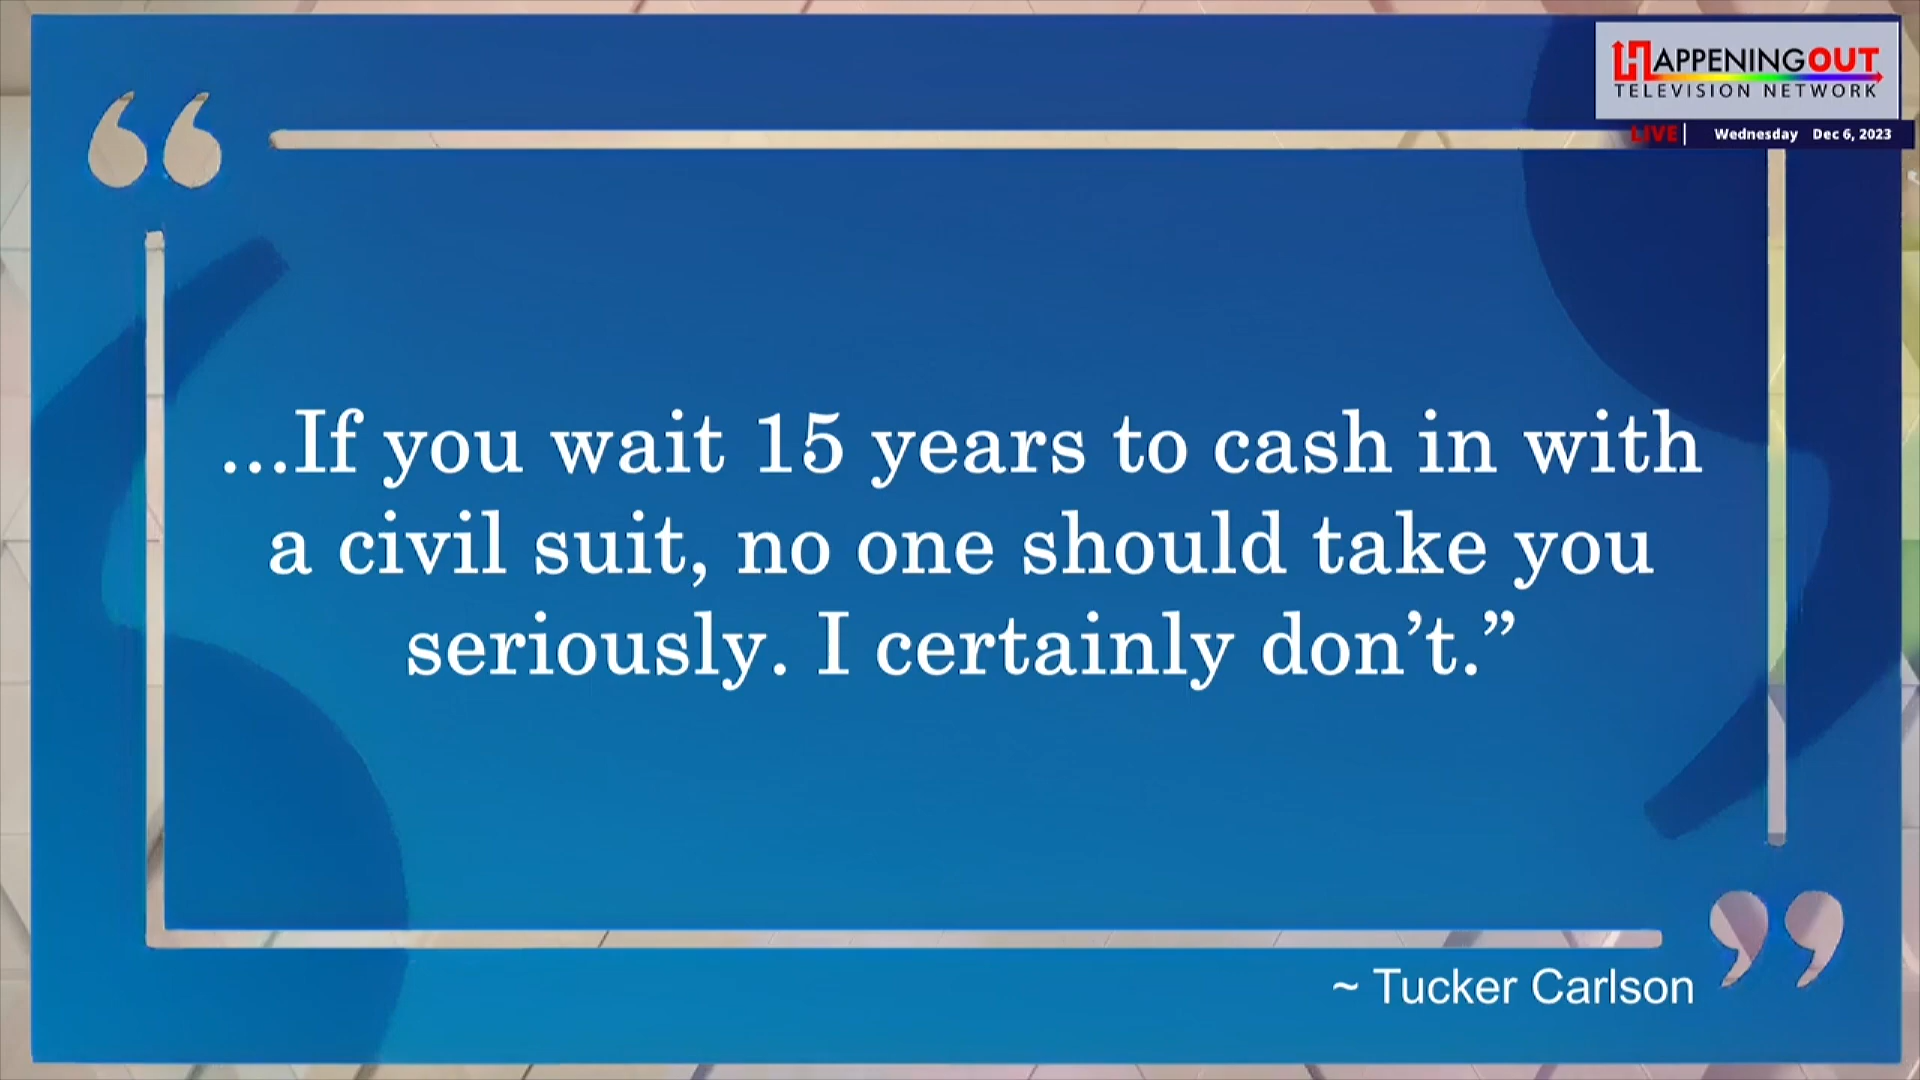 HAPPENINGOUT
TELEVISION NETWORK
LIVE
Wednesday Dec 6, 2023
...If you wait 15 years to cash in with
a civil suit, no one should take you
seriously. I certainly don’t.”
~ Tucker Carlson